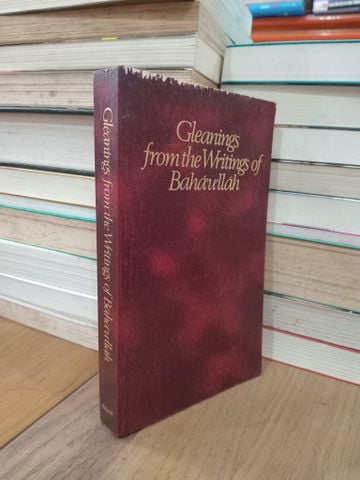 Gleanings
from the Writings of
Bahá'u'lláh
Gleanings from the Writings of Bahá'u'lláh